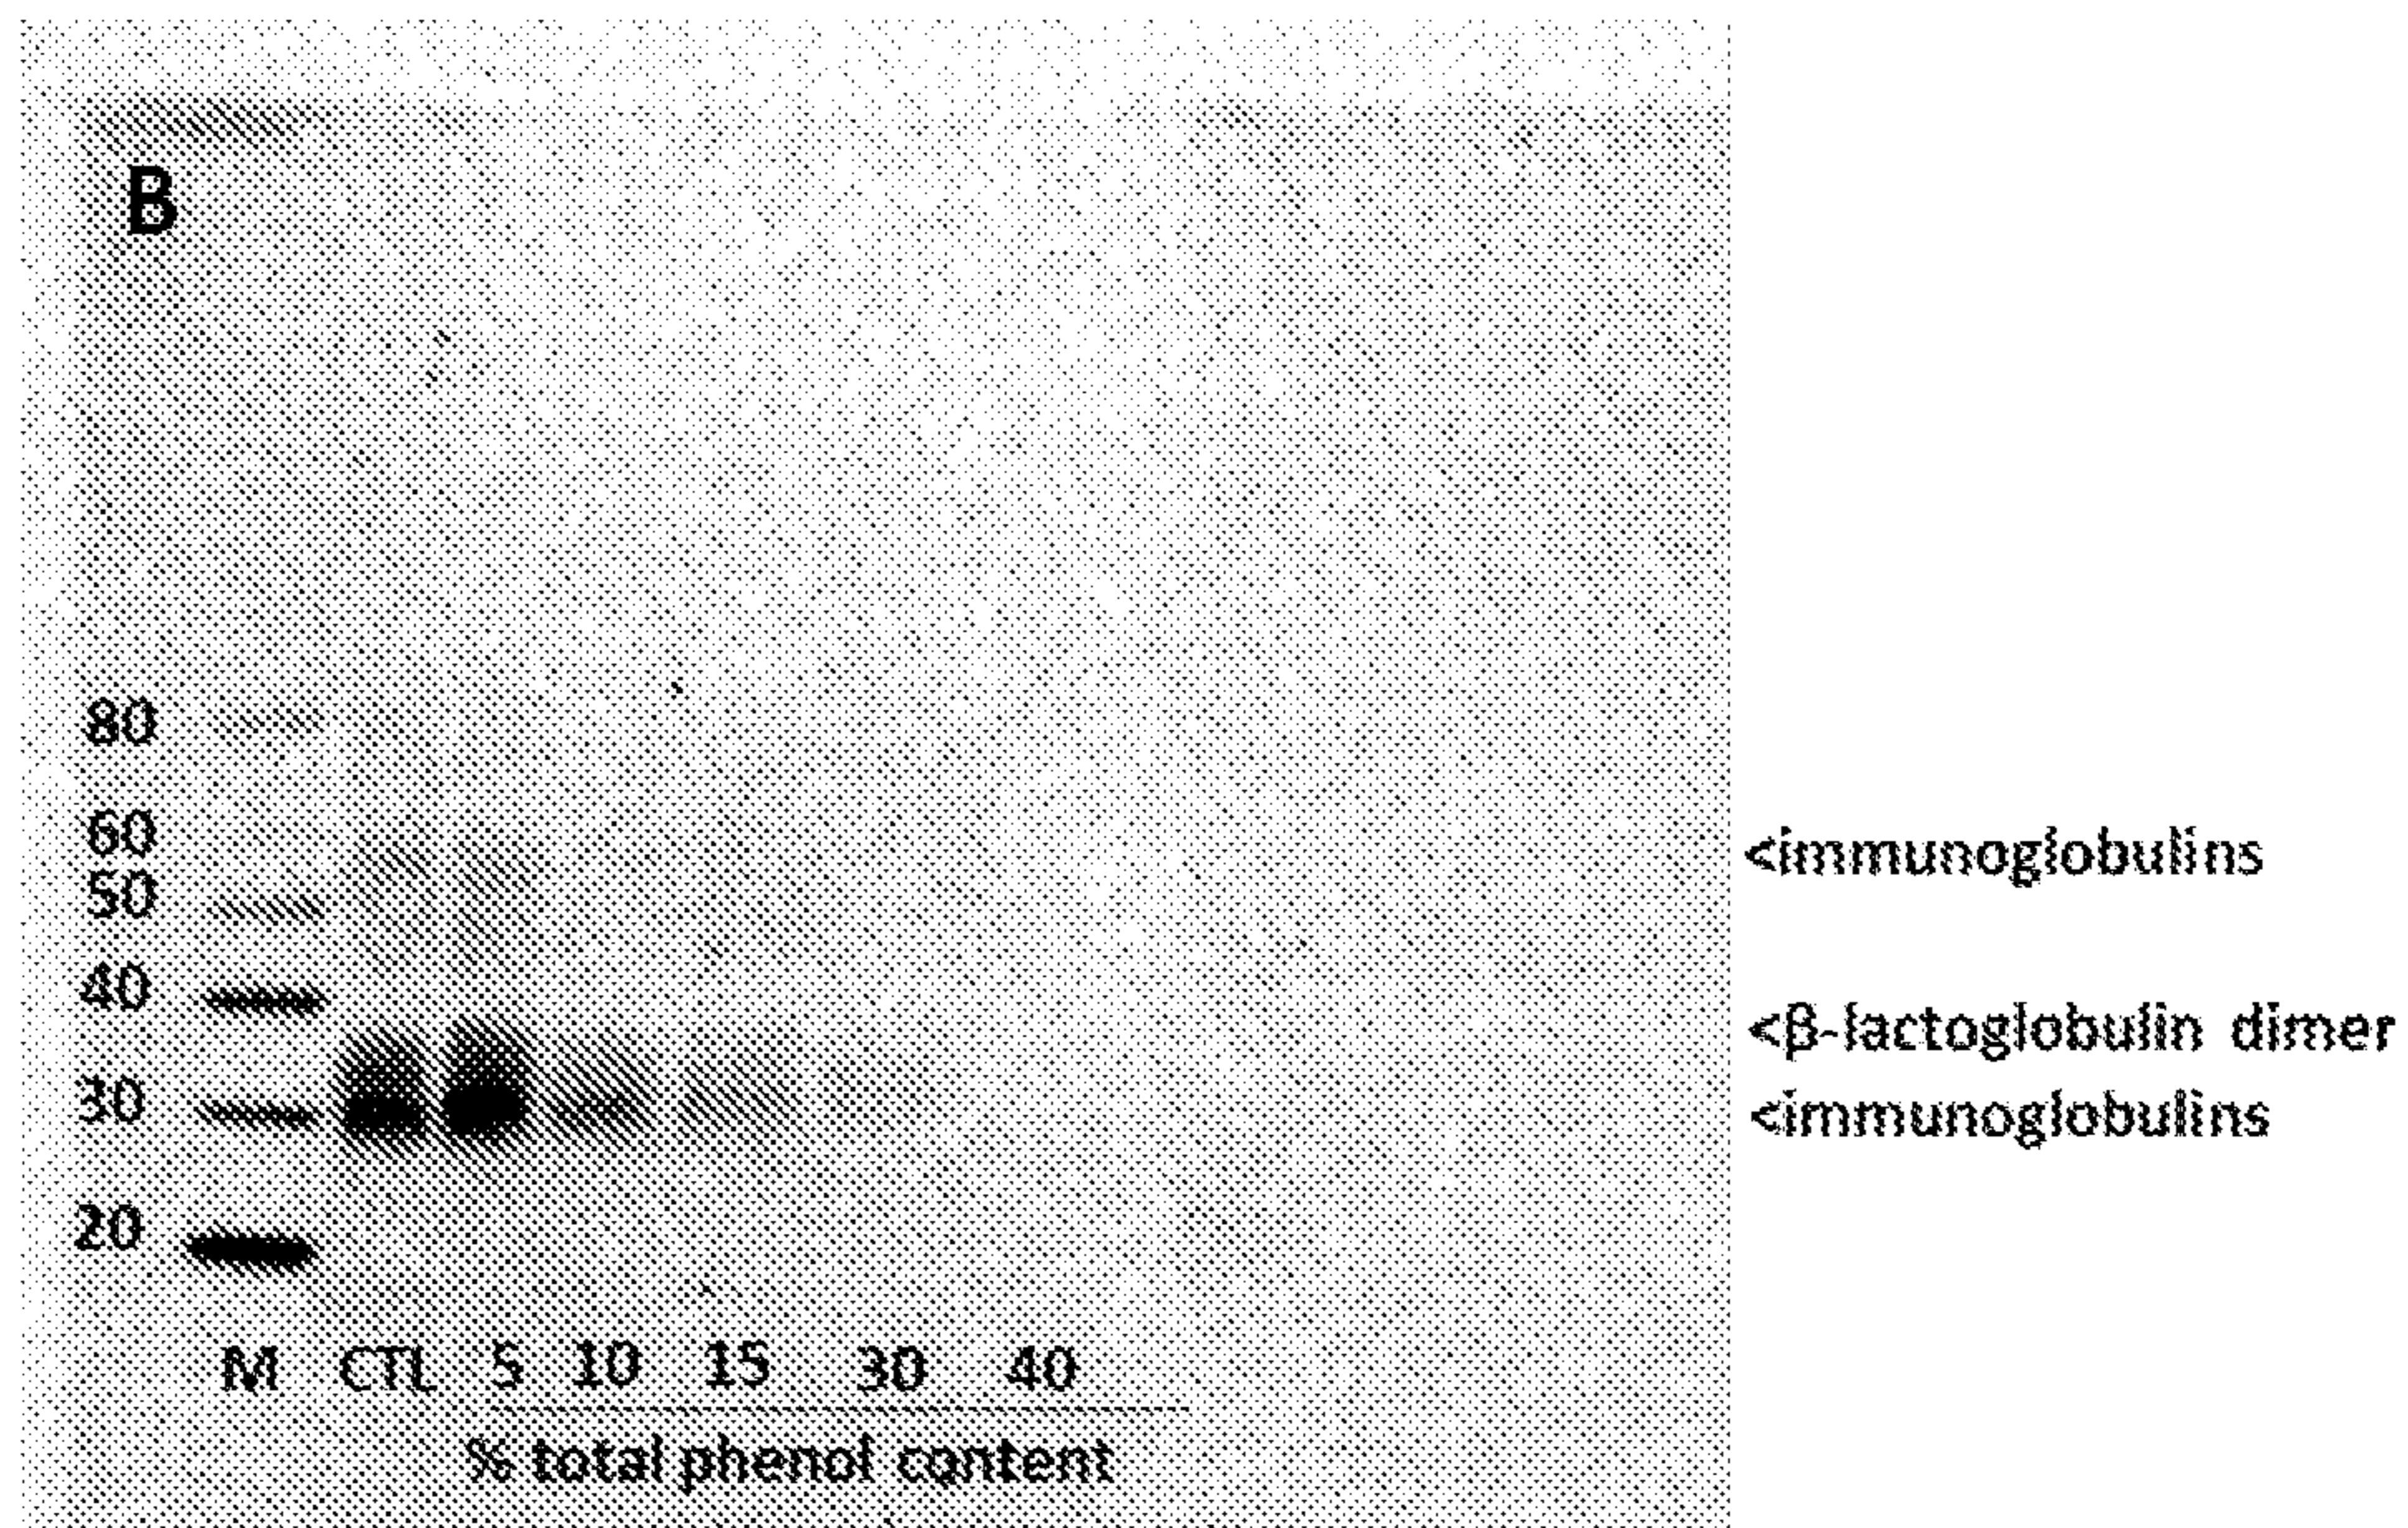 B
80
60
<immunoglobulins
50
40
<β-lactoglobulin dimer
30
<immunoglobulins
20
M CTL 5 10 15 30 40
% total phenol content